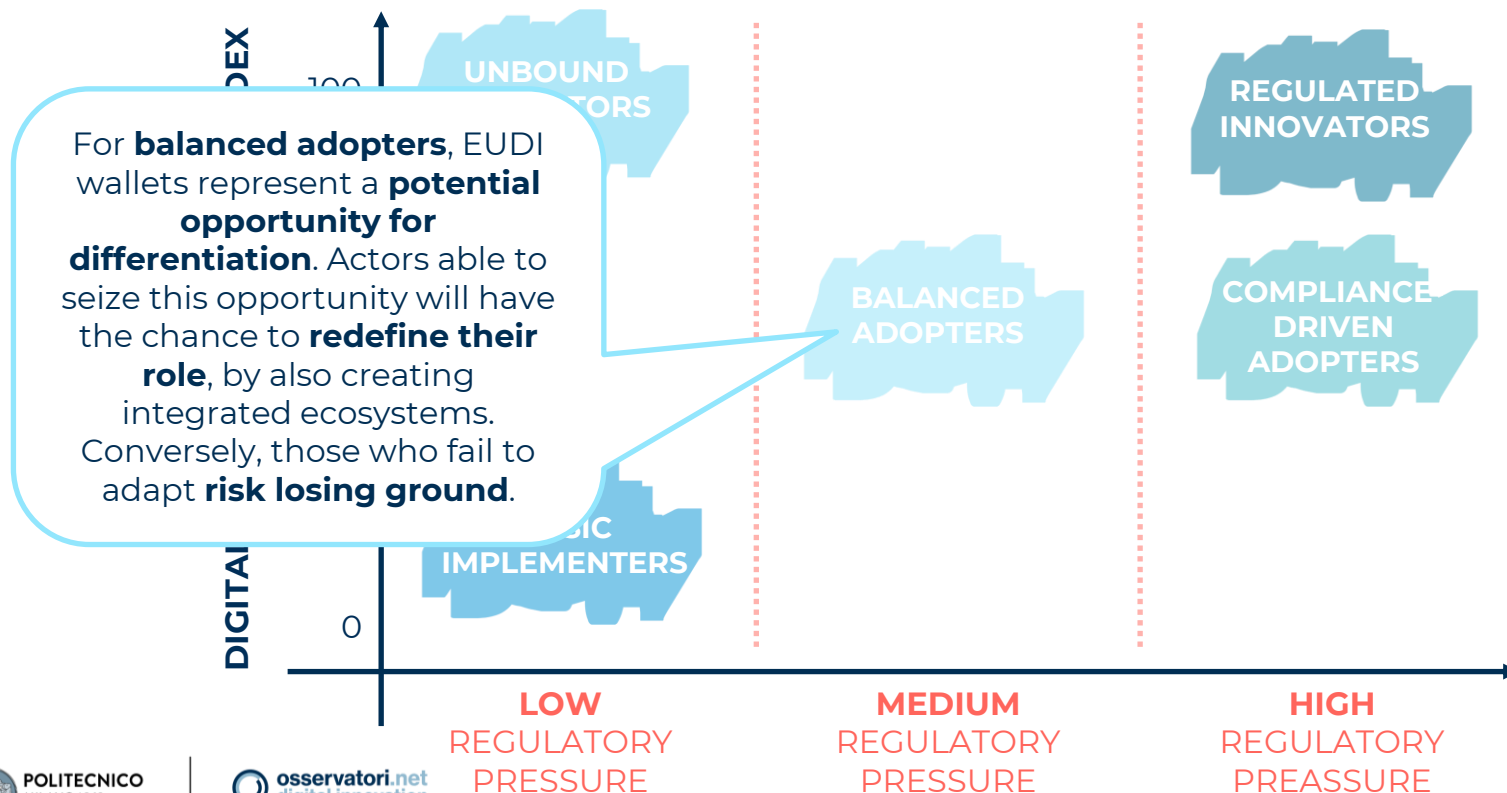 UNBOUND
REGULATED
INNOVATORS
For balanced adopters, EUDI
wallets represent a potential
opportunity for
differentiation. Actors able to
seize this opportunity will have
the chance to redefine their
role, by also creating
integrated ecosystems.
Conversely, those who fail to
adapt risk losing ground.
BALANCED
ADOPTERS
COMPLIANCE
DRIVEN
ADOPTERS
IMPLEMENTERS
0
LOW
REGULATORY
PRESSURE
MEDIUM
REGULATORY
PRESSURE
HIGH
REGULATORY
PREASSURE
POLITECNICO
osservatori.net
digital innovation